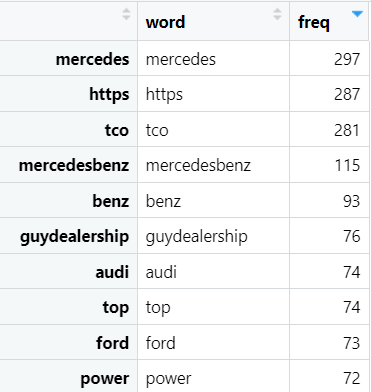 word freq
mercedes mercedes 297
https https 287
tco tco 281
mercedesbenz mercedesbenz 115
benz benz 93
guydealership guydealership 76
audi audi 74
top top 74
ford ford 73
power power 72